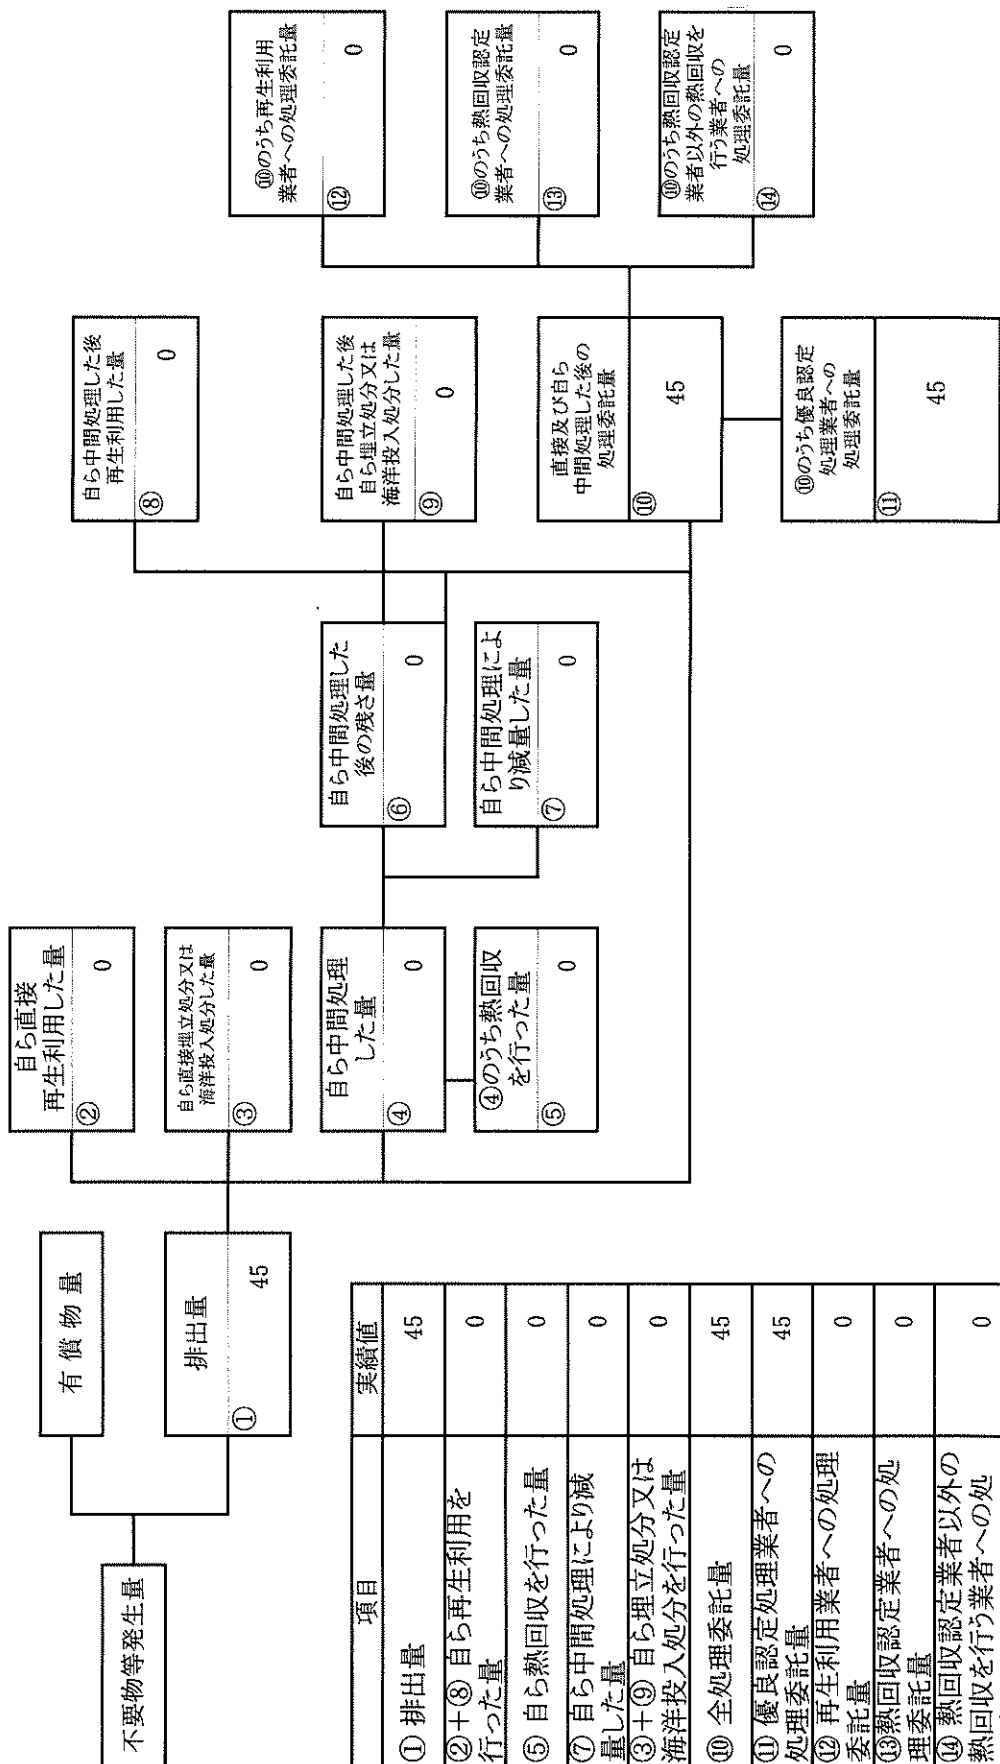 不要物等発生量
有償物量
排出量
①
45
自ら直接
再生利用した量
②
0
自ら直接埋立処分又は
海洋投入処分した量
③
0
自ら中間処理
した量
④
0
④のうち熱回収
を行った量
⑤
0
自ら中間処理した
後の残さ量
⑥
0
自ら中間処理によ
り減量した量
⑦
0
自ら中間処理した後
再生利用した量
⑧
0
自ら中間処理した後
自ら埋立処分又は
海洋投入処分した量
⑨
0
直接及び自ら
中間処理した後の
処理委託量
⑩
45
⑩のうち優良認定
処理業者への
処理委託量
⑪
45
⑩のうち再生利用
業者への処理委託量
⑫
0
⑩のうち熱回収認定
業者への処理委託量
⑬
0
⑩のうち熱回収認定
業者以外の熱回収を
行う業者への
処理委託量
⑭
0
項目
実績値
① 排出量
45
②+⑧ 自ら再生利用を
行った量
0
⑤ 自ら熱回収を行った量
0
⑦ 自ら中間処理により減
量した量
0
③+⑨ 自ら埋立処分又は
海洋投入処分を行った量
0
⑩ 全処理委託量
45
⑪ 優良認定処理業者への
処理委託量
45
⑫ 再生利用業者への処理
委託量
0
⑬熱回収認定業者への処
理委託量
0
⑭ 熱回収認定業者以外の
熱回収を行う業者への処
0